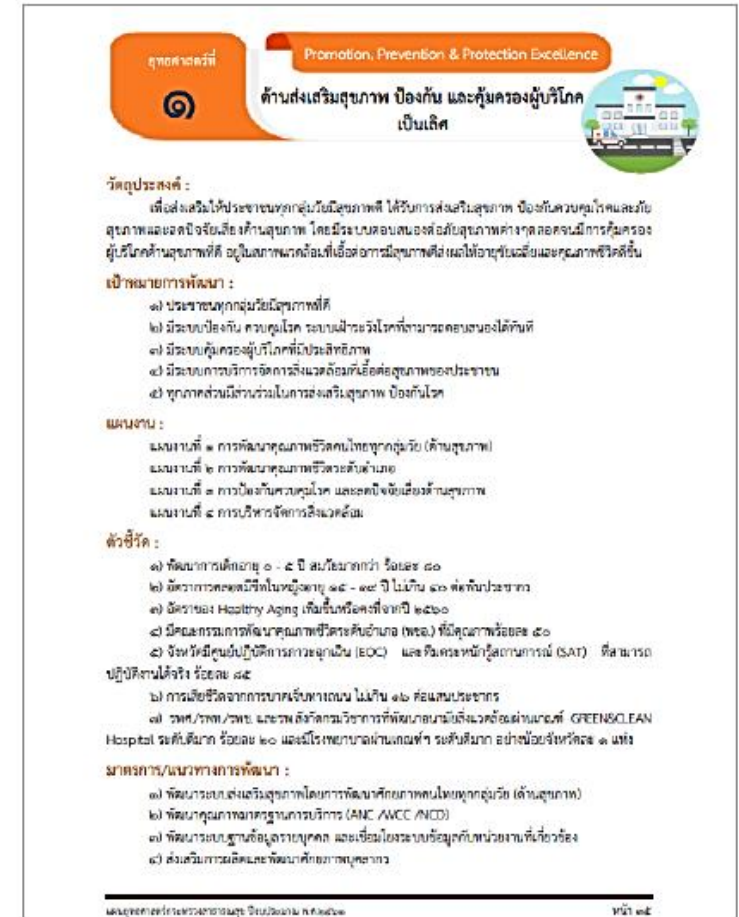 ยุทธศาสตร์ที่
๑
Promotion, Prevention & Protection Excellence
ด้านส่งเสริมสุขภาพ ป้องกัน และคุ้มครองผู้บริโภค
เป็นเลิศ
วัตถุประสงค์ :
เพื่อส่งเสริมให้ประชาชนทุกกลุ่มวัยมีสุขภาพดี ได้รับการส่งเสริมสุขภาพ ป้องกันควบคุมโรคและภัย
สุขภาพและลดปัจจัยเสี่ยงด้านสุขภาพ โดยมีระบบตอบสนองต่อภัยสุขภาพต่างๆตลอดจนมีการคุ้มครอง
ผู้บริโภคด้านสุขภาพที่ดี อยู่ในสภาพแวดล้อมที่เอื้อต่อการมีสุขภาพดีส่งผลให้อายุขัยเฉลี่ยและคุณภาพชีวิตดีขึ้น
เป้าหมายการพัฒนา :
๑) ประชาชนทุกกลุ่มวัยมีสุขภาพที่ดี
๒) มีระบบป้องกัน ควบคุมโรค ระบบเฝ้าระวังโรคที่สามารถตอบสนองได้ทันที
๓) มีระบบคุ้มครองผู้บริโภคที่มีประสิทธิภาพ
๔) มีระบบการบริการจัดการสิ่งแวดล้อมที่เอื้อต่อสุขภาพของประชาชน
๕) ทุกภาคส่วนมีส่วนร่วมในการส่งเสริมสุขภาพ ป้องกันโรค
แผนงาน :
แผนงานที่ ๑ การพัฒนาคุณภาพชีวิตคนไทยทุกกลุ่มวัย (ด้านสุขภาพ)
แผนงานที่ ๒ การพัฒนาคุณภาพชีวิตระดับอำเภอ
แผนงานที่ ๓ การป้องกันควบคุมโรค และลดปัจจัยเสี่ยงด้านสุขภาพ
แผนงานที่ ๔ การบริหารจัดการสิ่งแวดล้อม
ตัวชี้วัด :
๑) พัฒนาการเด็กอายุ ๐ - ๕ ปี สมวัยมากกว่า ร้อยละ ๘๐
๒) อัตราการคลอดมีชีพในหญิงอายุ ๑๕ - ๑๙ ปี ไม่เกิน ๔๐ ต่อพันประชากร
๓) อัตราของ Healthy Aging เพิ่มขึ้นหรือคงที่จากปี ๒๕๖๐
๔) มีคณะกรรมการพัฒนาคุณภาพชีวิตระดับอำเภอ (พชอ.) ที่มีคุณภาพร้อยละ ๕๐
๕) จังหวัดมีศูนย์ปฏิบัติการภาวะฉุกเฉิน (EOC) และทีมตระหนักรู้สถานการณ์ (SAT) ที่สามารถ
ปฏิบัติงานได้จริง ร้อยละ ๘๕
๖) การเสียชีวิตจากการบาดเจ็บทางถนน ไม่เกิน ๑๖ ต่อแสนประชากร
๗) รพศ./รพท./รพช. และรพ.สังกัดกรมวิชาการที่พัฒนาอนามัยสิ่งแวดล้อมผ่านเกณฑ์ GREEN&CLEAN
Hospital ระดับดีมาก ร้อยละ ๒๐ และมีโรงพยาบาลผ่านเกณฑ์ฯ ระดับดีมาก อย่างน้อยจังหวัดละ ๑ แห่ง
มาตรการ/แนวทางการพัฒนา :
๑) พัฒนาระบบส่งเสริมสุขภาพโดยการพัฒนาศักยภาพคนไทยทุกกลุ่มวัย (ด้านสุขภาพ)
๒) พัฒนาคุณภาพมาตรฐานการบริการ (ANC /WCC /NCD)
๓) พัฒนาระบบฐานข้อมูลรายบุคคล และเชื่อมโยงระบบข้อมูลกับหน่วยงานที่เกี่ยวข้อง
๔) ส่งเสริมการผลิตและพัฒนาศักยภาพบุคลากร
แผนยุทธศาสตร์กระทรวงสาธารณสุข ปีงบประมาณ พ.ศ.๒๕๖๑
หน้า ๑๕